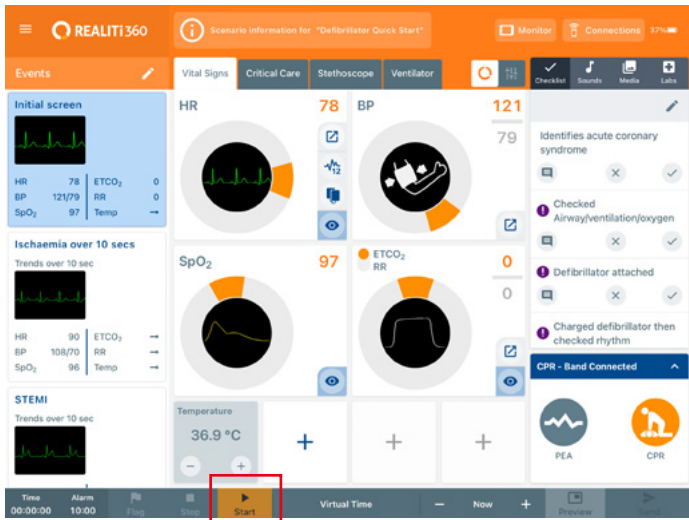 REALITi 360
Scenario information for "Defibrillator Quick Start"
Monitor
Connections
37%
Events
Vital Signs
Critical Care
Stethoscope
Ventilator
Checklist
Sounds
Media
Labs
Initial screen
HR 78 ETCO₂ 0
BP 121/79 RR 0
SpO₂ 97 Temp →
Ischaemia over 10 secs
Trends over 10 sec
HR 90 ETCO₂ →
BP 108/70 RR →
SpO₂ 96 Temp →
STEMI
Trends over 10 sec
HR
78
12
BP
121
79
SpO₂
97
ETCO₂
RR
0
0
Temperature
36.9 °C
− +
+
+
+
Identifies acute coronary
syndrome
Checked
Airway/ventilation/oxygen
Defibrillator attached
Charged defibrillator then
checked rhythm
CPR - Band Connected
PEA
CPR
Time
00:00:00
Alarm
10:00
Flag
Stop
Start
Virtual Time
− Now +
Preview
Send